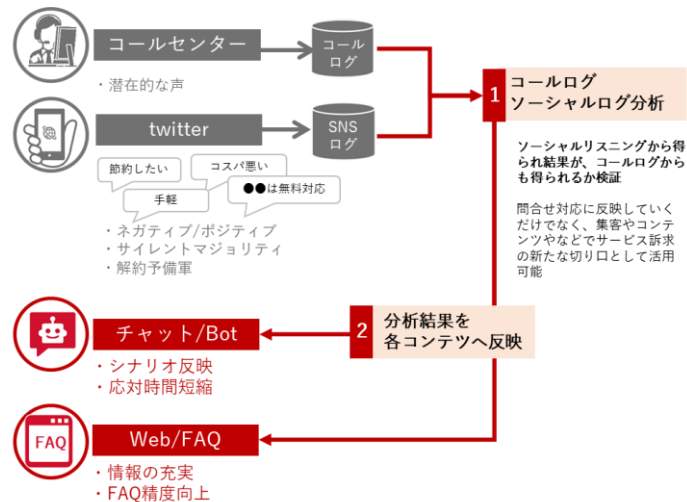 コールセンター
コール
ログ
・潜在的な声
twitter
SNS
ログ
節約したい
コスパ悪い
手軽
●●は無料対応
・ネガティブ/ポジティブ
・サイレントマジョリティ
・解約予備軍
1
コールログ
ソーシャルログ分析
ソーシャルリスニングから得
られ結果が、コールログから
も得られるか検証
問合せ対応に反映していく
だけでなく、集客やコンテ
ンツやなどでサービス訴求
の新たな切り口として活用
可能
2
分析結果を
各コンテツへ反映
チャット/Bot
・シナリオ反映
・応対時間短縮
FAQ
Web/FAQ
・情報の充実
・FAQ精度向上